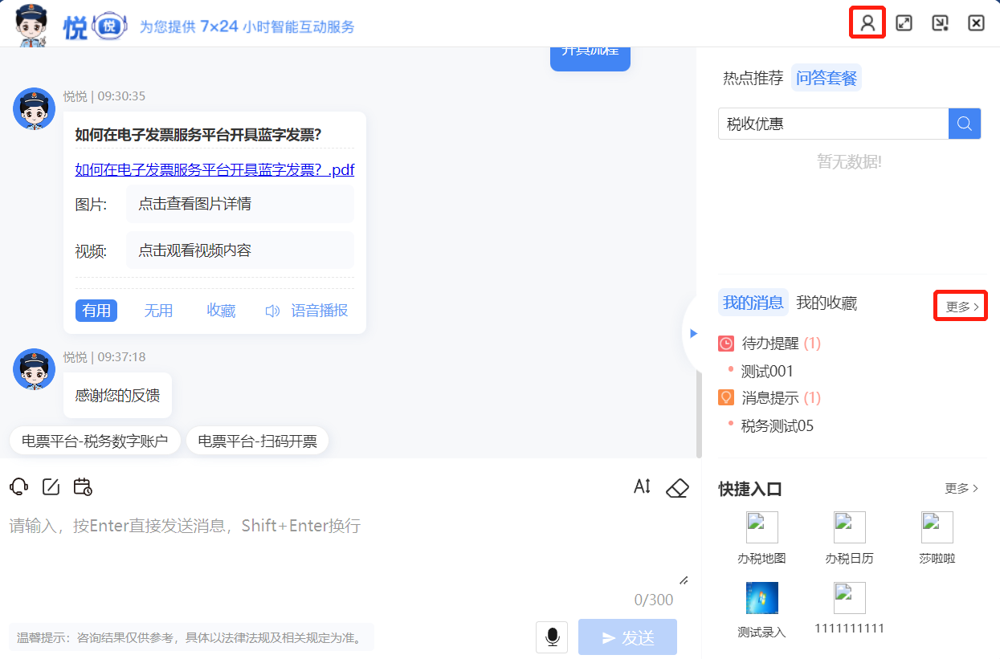 悦 悦 为您提供 7×24 小时智能互动服务
开具流程
悦悦 | 09:30:35
如何在电子发票服务平台开具蓝字发票？
如何在电子发票服务平台开具蓝字发票？.pdf
图片: 点击查看图片详情
视频: 点击观看视频内容
有用 无用 收藏 语音播报
悦悦 | 09:37:18
感谢您的反馈
电票平台-税务数字账户 电票平台-扫码开票
请输入，按Enter直接发送消息，Shift+Enter换行
0/300
温馨提示：咨询结果仅供参考，具体以法律法规及相关规定为准。
发送
热点推荐 问答套餐
税收优惠
暂无数据!
我的消息 我的收藏 更多 >
待办提醒 (1)
测试001
消息提示 (1)
税务测试05
快捷入口 更多 >
办税地图 办税日历 莎啦啦
测试录入 1111111111